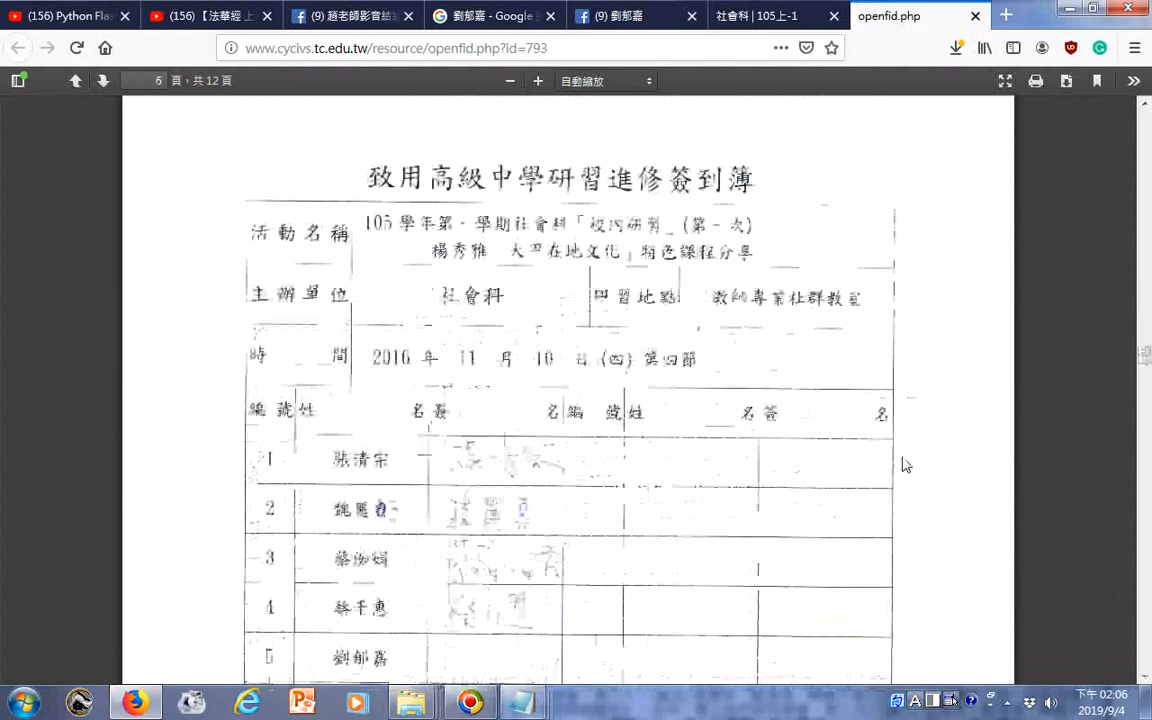 (156) Python Fla
(156) 【法華經 上
(9) 趙老師影音結
劉郁嘉 - Google
(9) 劉郁嘉
社會科 | 105上-1
openfid.php
www.cycivs.tc.edu.tw/resource/openfid.php?id=793
6 頁，共 12 頁
自動縮放
致用高級中學研習進修簽到簿
活動名稱
105 學年第一學期社會科「校內研習」(第一次)
楊秀雅 大甲在地文化」特色課程分享
主辦單位 社會科 研習地點 教師專業社群教室
時 間 2016 年 11 月 10 日 (四) 第四節
編號 姓 名 簽 名 編 號 姓 名 簽 名
1 張清宗
2 魏
3 蔡 娟
4 蔡千惠
5 劉郁嘉
下午 02:06
2019/9/4